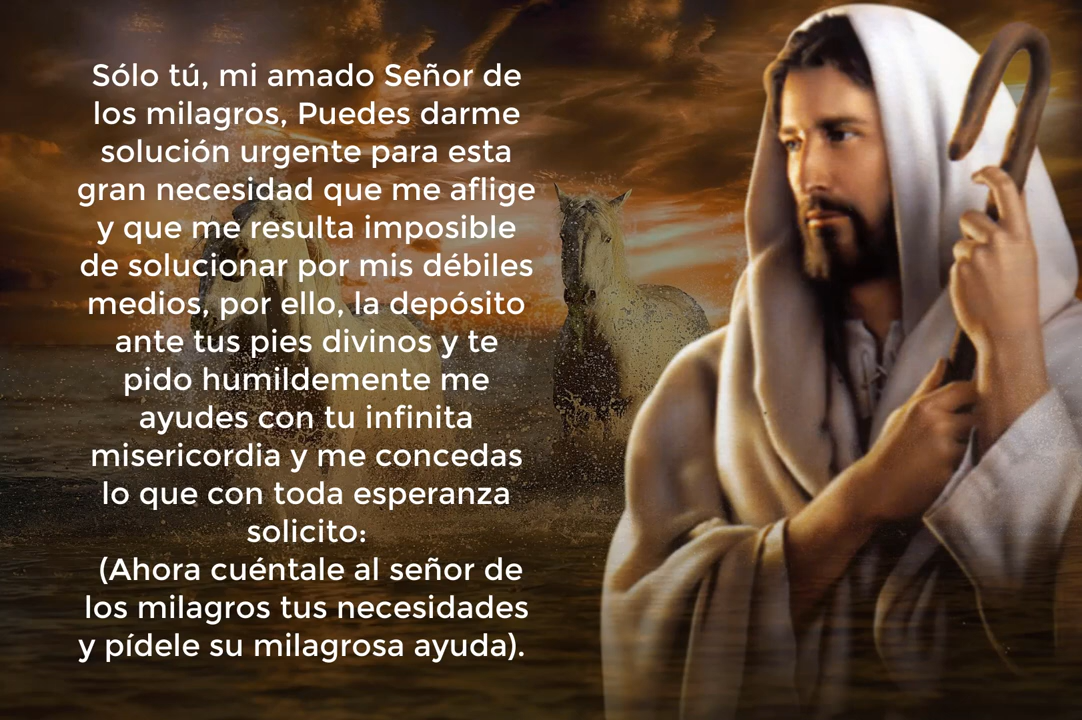 Sólo tú, mi amado Señor de
los milagros, Puedes darme
solución urgente para esta
gran necesidad que me aflige
y que me resulta imposible
de solucionar por mis débiles
medios, por ello, la depósito
ante tus pies divinos y te
pido humildemente me
ayudes con tu infinita
misericordia y me concedas
lo que con toda esperanza
solicito:
(Ahora cuéntale al señor de
los milagros tus necesidades
y pídele su milagrosa ayuda).